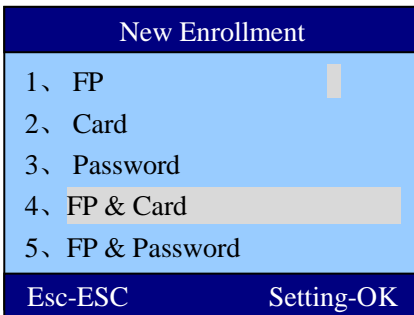 New Enrollment
1、 FP
2、 Card
3、 Password
4、 FP & Card
5、 FP & Password
Esc-ESC Setting-OK